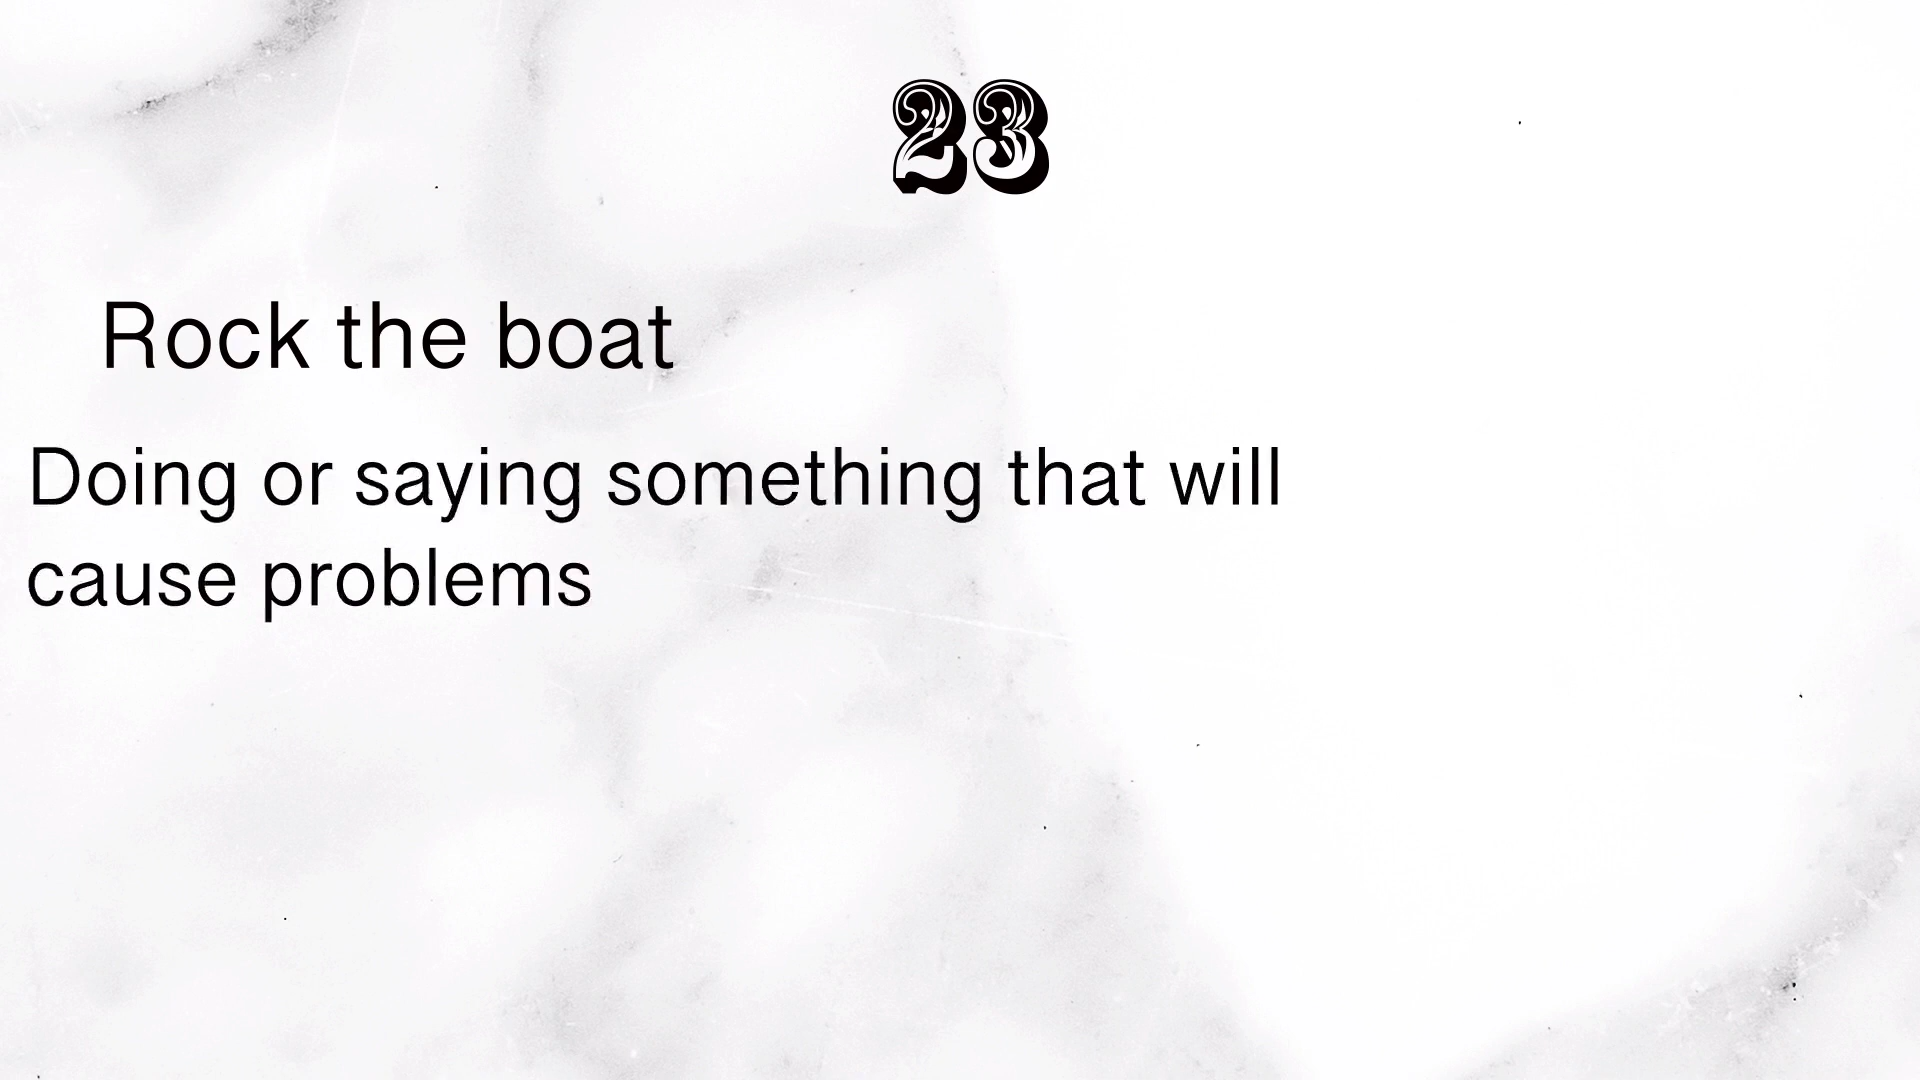 23
Rock the boat
Doing or saying something that will
cause problems